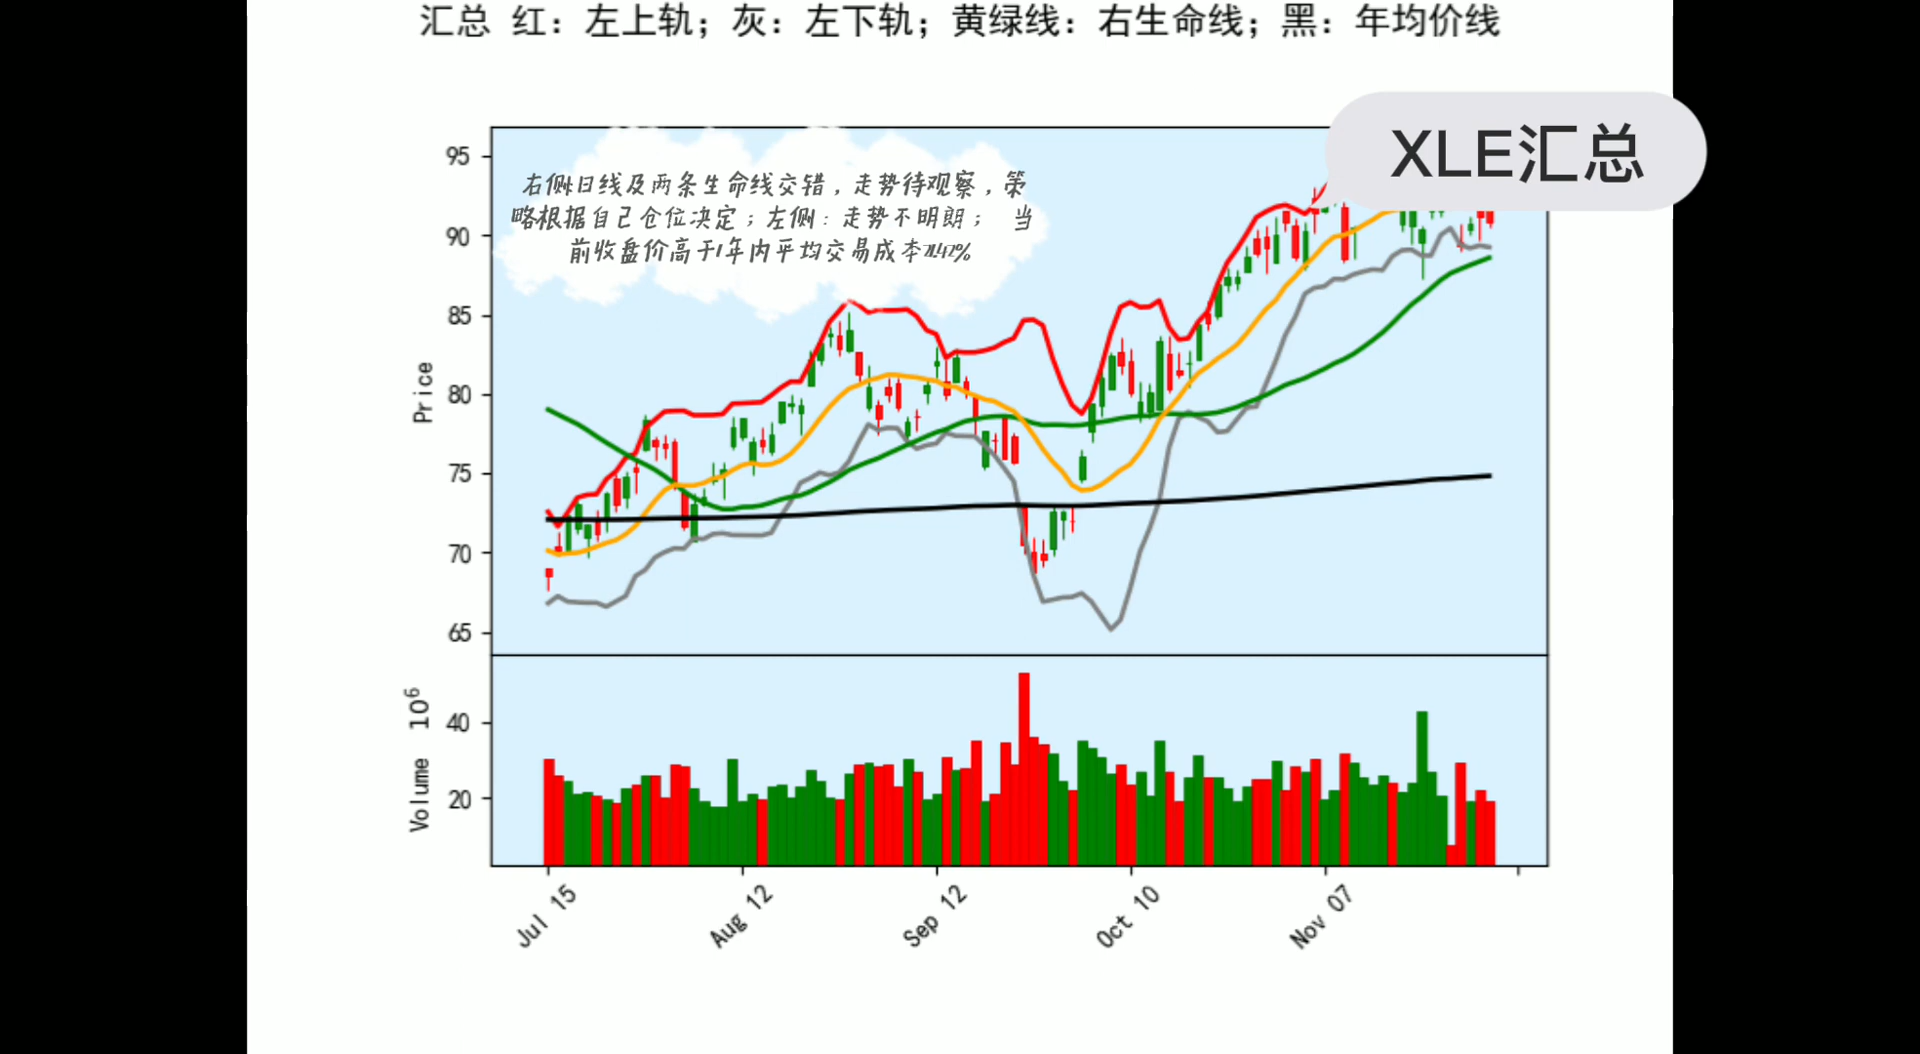 汇总 红：左上轨；灰：左下轨；黄绿线：右生命线；黑：年均价线
XLE汇总
右侧:日线及两条生命线交错，走势待观察，策
略根据自己仓位决定；左侧：走势不明朗； 当
前收盘价高于1年内平均交易成本
95
90
85
80
75
70
65
Price
Volume 10⁶
40
20
Jul 15
Aug 12
Sep 12
Oct 10
Nov 07